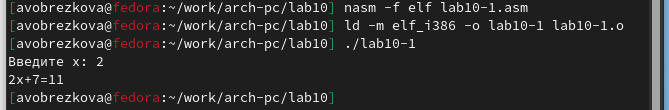 [avobrezkova@fedora:~/work/arch-pc/lab10] nasm -f elf lab10-1.asm
[avobrezkova@fedora:~/work/arch-pc/lab10] ld -m elf_i386 -o lab10-1 lab10-1.o
[avobrezkova@fedora:~/work/arch-pc/lab10] ./lab10-1
Введите x: 2
2x+7=11
[avobrezkova@fedora:~/work/arch-pc/lab10]